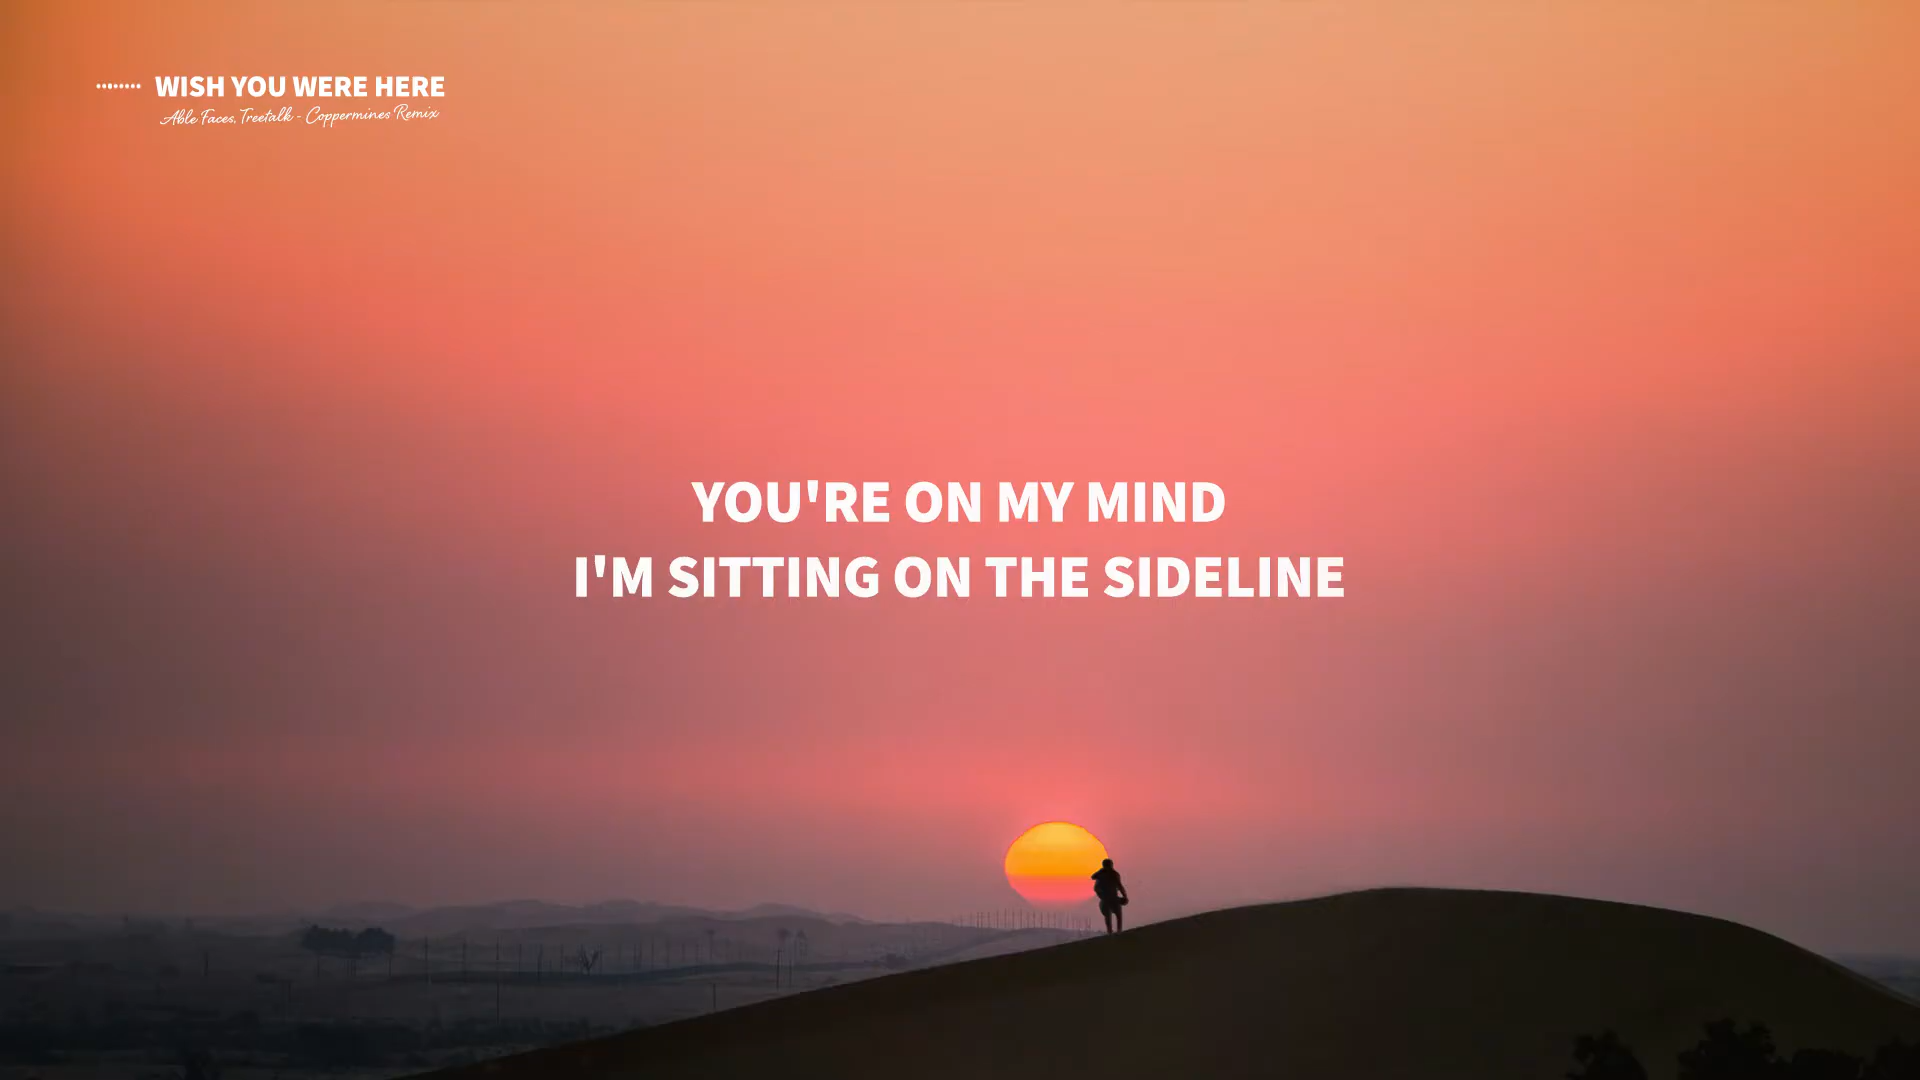 WISH YOU WERE HERE
Able Faces, Treetalk - Coppermines Remix
YOU'RE ON MY MIND
I'M SITTING ON THE SIDELINE